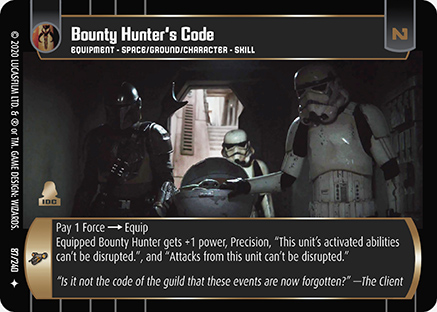 Bounty Hunter's Code
N
EQUIPMENT - SPACE/GROUND/CHARACTER - SKILL
© 2020 LUCASFILM LTD. & ® or TM. GAME DESIGN: WIZARDS.
IDC
Pay 1 Force → Equip
Equipped Bounty Hunter gets +1 power, Precision, “This unit’s activated abilities
can’t be disrupted.”, and “Attacks from this unit can’t be disrupted.”
“Is it not the code of the guild that these events are now forgotten?” —The Client
87/240